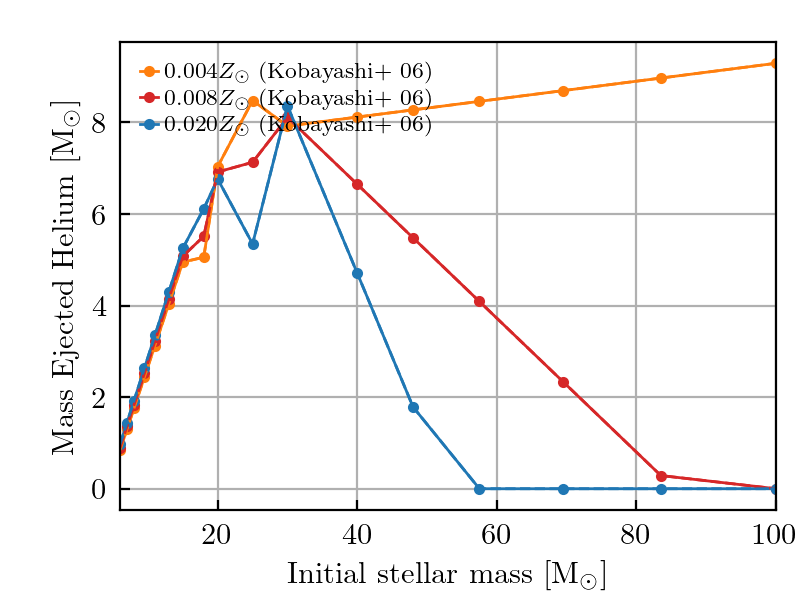 0.004Z☉ (Kobayashi+ 06)
0.008Z☉ (Kobayashi+ 06)
0.020Z☉ (Kobayashi+ 06)
Mass Ejected Helium [M☉]
8
6
4
2
0
20 40 60 80 100
Initial stellar mass [M☉]